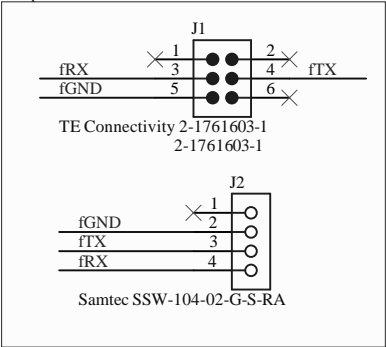 J1
1 2
fRX 3 4 fTX
fGND 5 6
TE Connectivity 2-1761603-1
2-1761603-1
J2
1
fGND 2
fTX 3
fRX 4
Samtec SSW-104-02-G-S-RA